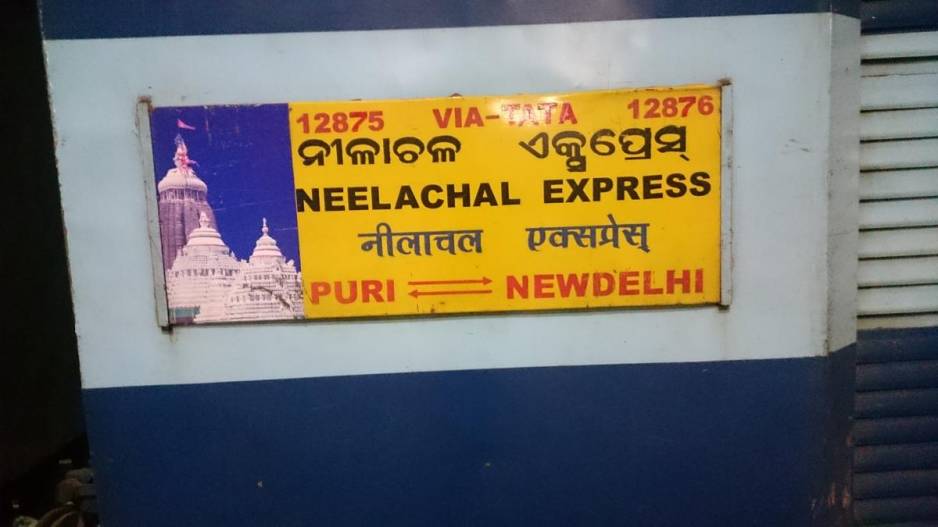 12875 VIA-TATA 12876
ନୀଳାଚଳ ଏକ୍ସପ୍ରେସ୍
NEELACHAL EXPRESS
नीलाचल एक्सप्रेस्
PURI NEWDELHI